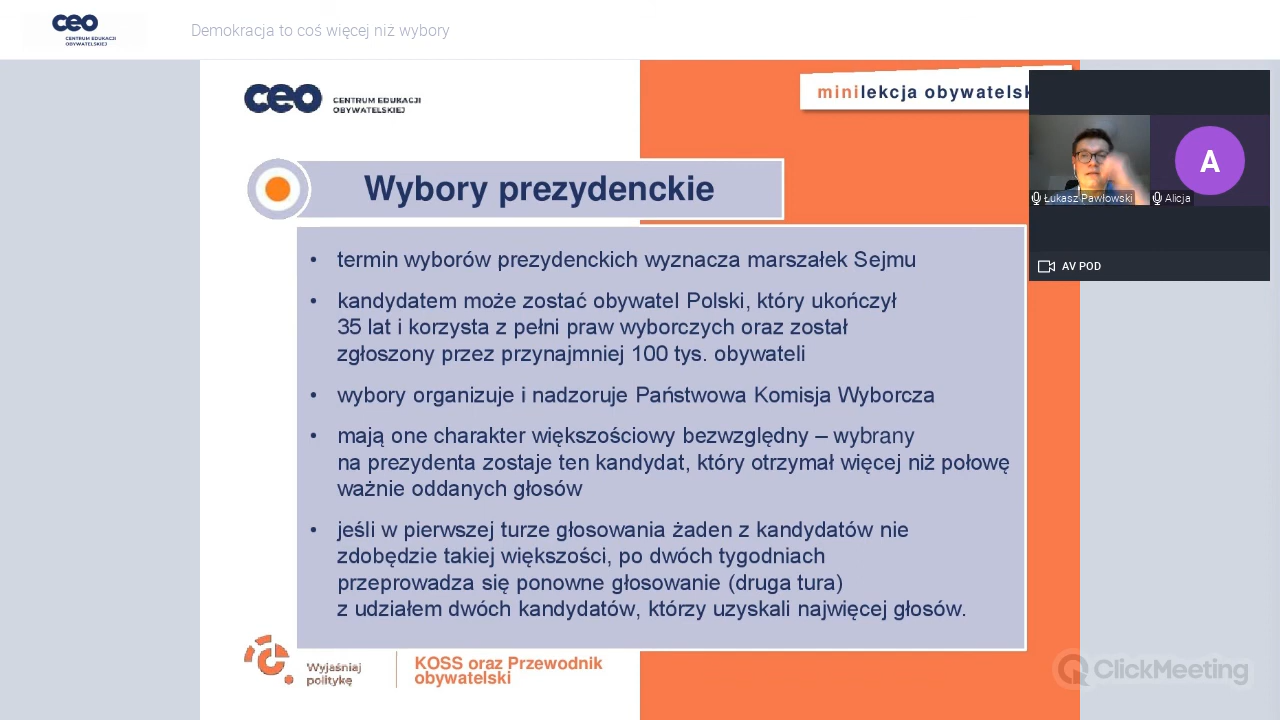 ceo
CENTRUM EDUKACJI
OBYWATELSKIEJ
Demokracja to coś więcej niż wybory
ceo
CENTRUM EDUKACJI
OBYWATELSKIEJ
minilekcja obywatelsk
Wybory prezydenckie
• termin wyborów prezydenckich wyznacza marszałek Sejmu
• kandydatem może zostać obywatel Polski, który ukończył
35 lat i korzysta z pełni praw wyborczych oraz został
zgłoszony przez przynajmniej 100 tys. obywateli
• wybory organizuje i nadzoruje Państwowa Komisja Wyborcza
• mają one charakter większościowy bezwzględny – wybrany
na prezydenta zostaje ten kandydat, który otrzymał więcej niż połowę
ważnie oddanych głosów
• jeśli w pierwszej turze głosowania żaden z kandydatów nie
zdobędzie takiej większości, po dwóch tygodniach
przeprowadza się ponowne głosowanie (druga tura)
z udziałem dwóch kandydatów, którzy uzyskali najwięcej głosów.
A
Łukasz Pawłowski
Alicja
AV POD
Wyjaśniaj
politykę
KOSS oraz Przewodnik
obywatelski
ClickMeeting